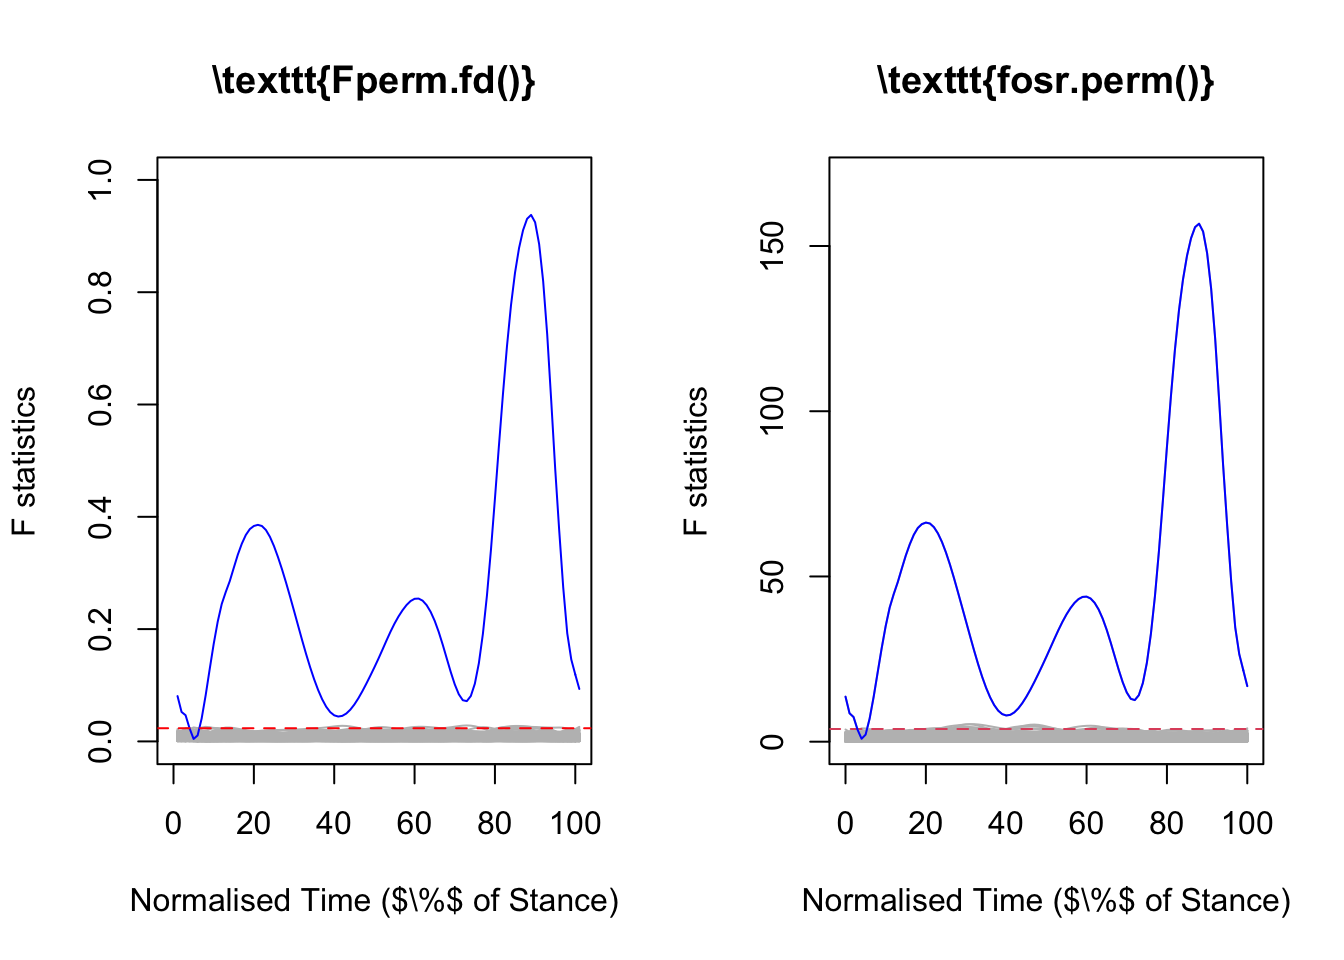 \texttt{Fperm.fd()}
F statistics
1.0
0.8
0.6
0.4
0.2
0.0
0 20 40 60 80 100
Normalised Time ($\%$ of Stance)
\texttt{fosr.perm()}
F statistics
150
100
50
0
0 20 40 60 80 100
Normalised Time ($\%$ of Stance)